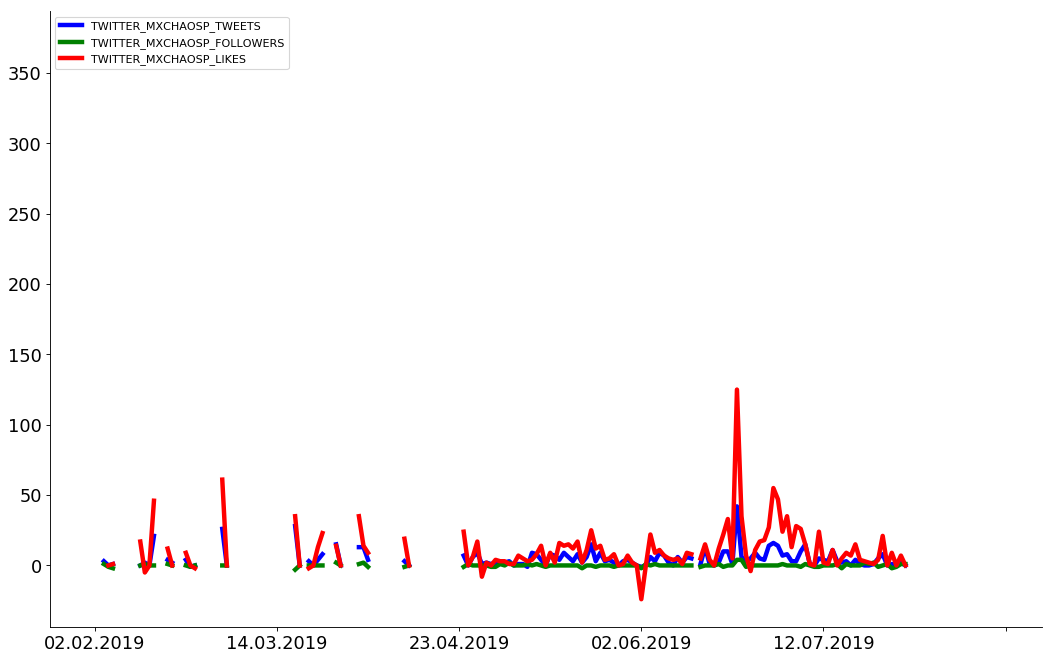 TWITTER_MXCHAOSP_TWEETS
TWITTER_MXCHAOSP_FOLLOWERS
TWITTER_MXCHAOSP_LIKES
350
300
250
200
150
100
50
0
02.02.2019 14.03.2019 23.04.2019 02.06.2019 12.07.2019